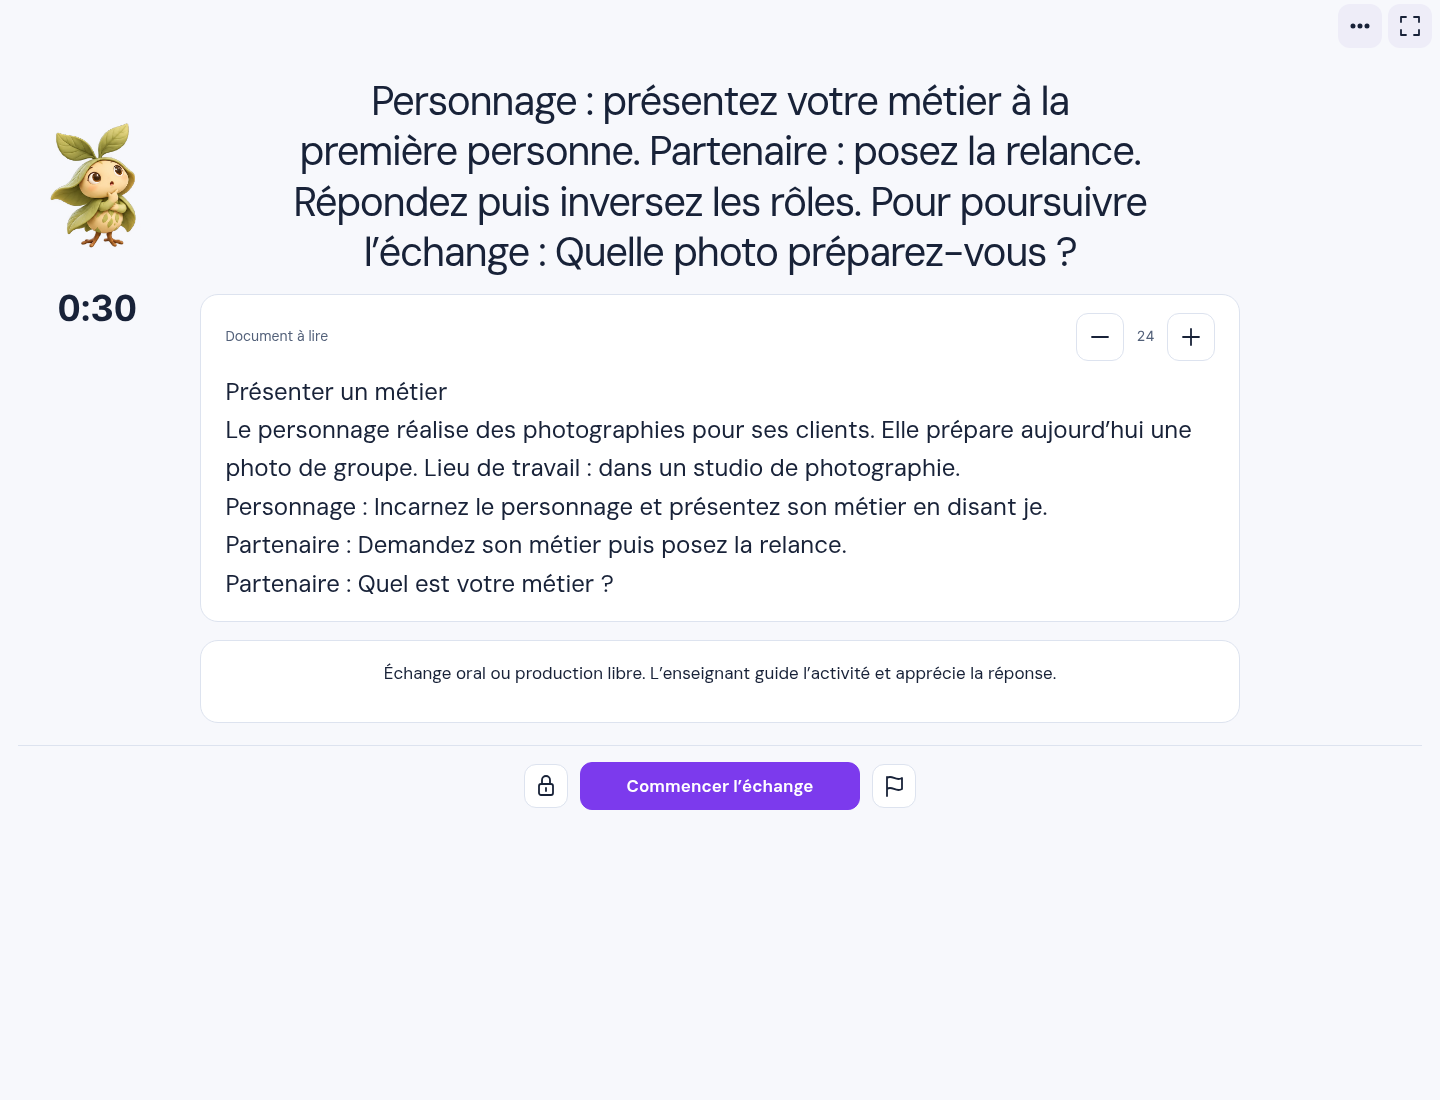 Personnage : présentez votre métier à la
première personne. Partenaire : posez la relance.
Répondez puis inversez les rôles. Pour poursuivre
l’échange : Quelle photo préparez-vous ?
0:30
Document à lire
24
Présenter un métier
Le personnage réalise des photographies pour ses clients. Elle prépare aujourd’hui une
photo de groupe. Lieu de travail : dans un studio de photographie.
Personnage : Incarnez le personnage et présentez son métier en disant je.
Partenaire : Demandez son métier puis posez la relance.
Partenaire : Quel est votre métier ?
Échange oral ou production libre. L’enseignant guide l’activité et apprécie la réponse.
Commencer l’échange